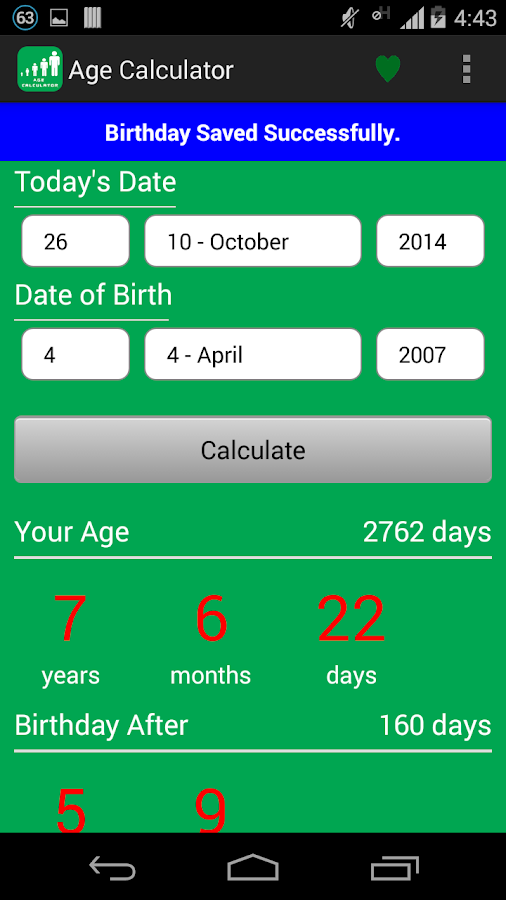 63 4:43
AGE
CALCULATOR
Age Calculator
Birthday Saved Successfully.
Today's Date
26 10 - October 2014
Date of Birth
4 4 - April 2007
Calculate
Your Age 2762 days
7 6 22
years months days
Birthday After 160 days
5 9